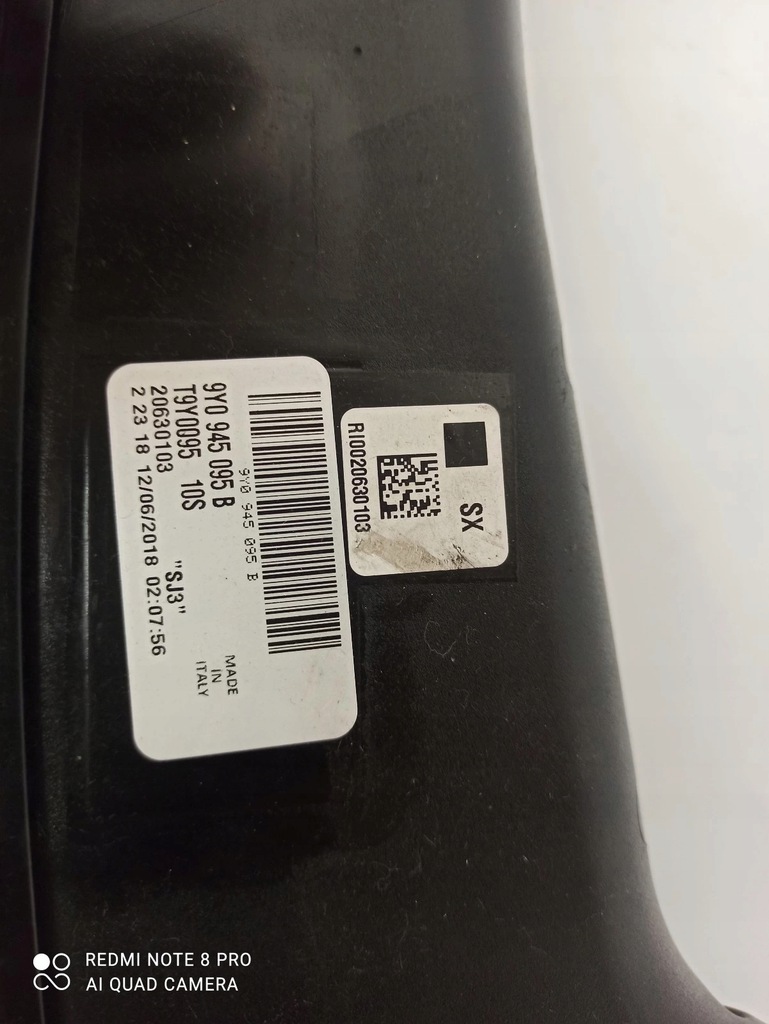 9Y0 945 095 B
9Y0 945 095 B
T9Y0095 10S
20630103 "SJ3"
2 23 18 12/06/2018 02:07:56
MADE
IN
ITALY
SX
RI0020630103
REDMI NOTE 8 PRO
AI QUAD CAMERA